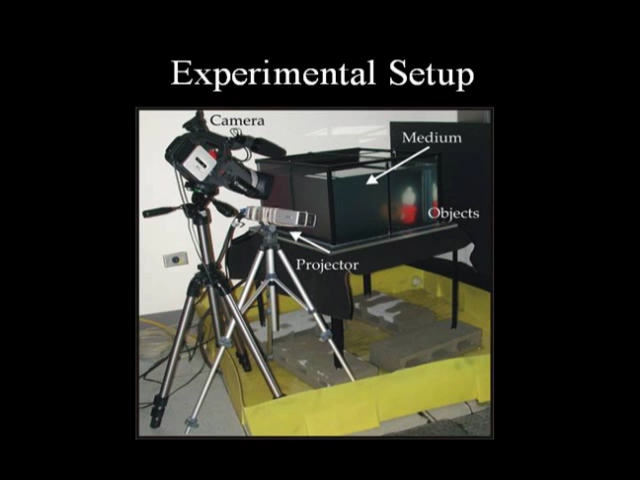 Experimental Setup
Camera
Medium
Objects
Projector